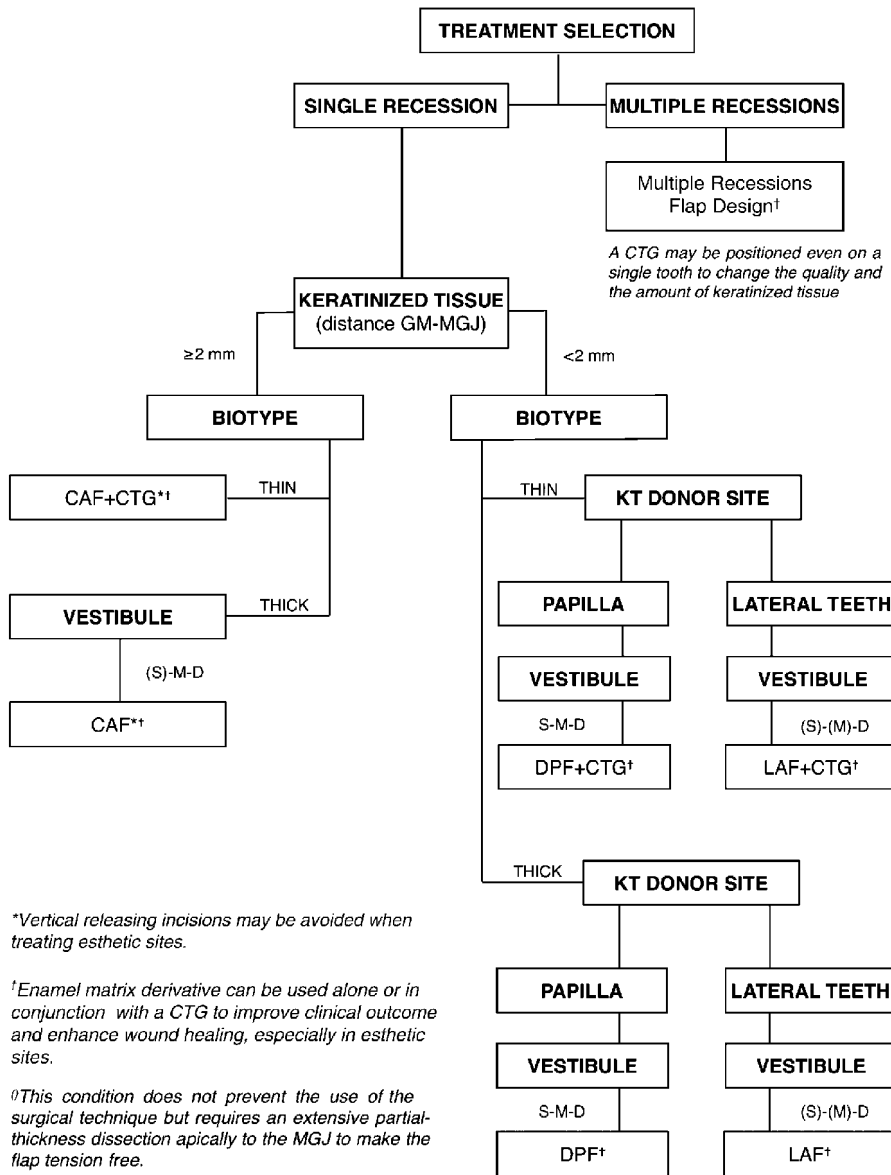 TREATMENT SELECTION
SINGLE RECESSION
MULTIPLE RECESSIONS
Multiple Recessions
Flap Design†
A CTG may be positioned even on a
single tooth to change the quality and
the amount of keratinized tissue
KERATINIZED TISSUE
(distance GM-MGJ)
≥2 mm
<2 mm
BIOTYPE
BIOTYPE
CAF+CTG*†
THIN
THIN
KT DONOR SITE
VESTIBULE
THICK
PAPILLA
LATERAL TEETH
(S)-M-D
VESTIBULE
VESTIBULE
CAF*†
S-M-D
(S)-(M)-D
DPF+CTG†
LAF+CTG†
THICK
KT DONOR SITE
PAPILLA
LATERAL TEETH
VESTIBULE
VESTIBULE
S-M-D
(S)-(M)-D
DPF†
LAF†
*Vertical releasing incisions may be avoided when
treating esthetic sites.
†Enamel matrix derivative can be used alone or in
conjunction with a CTG to improve clinical outcome
and enhance wound healing, especially in esthetic
sites.
()This condition does not prevent the use of the
surgical technique but requires an extensive partial-
thickness dissection apically to the MGJ to make the
flap tension free.